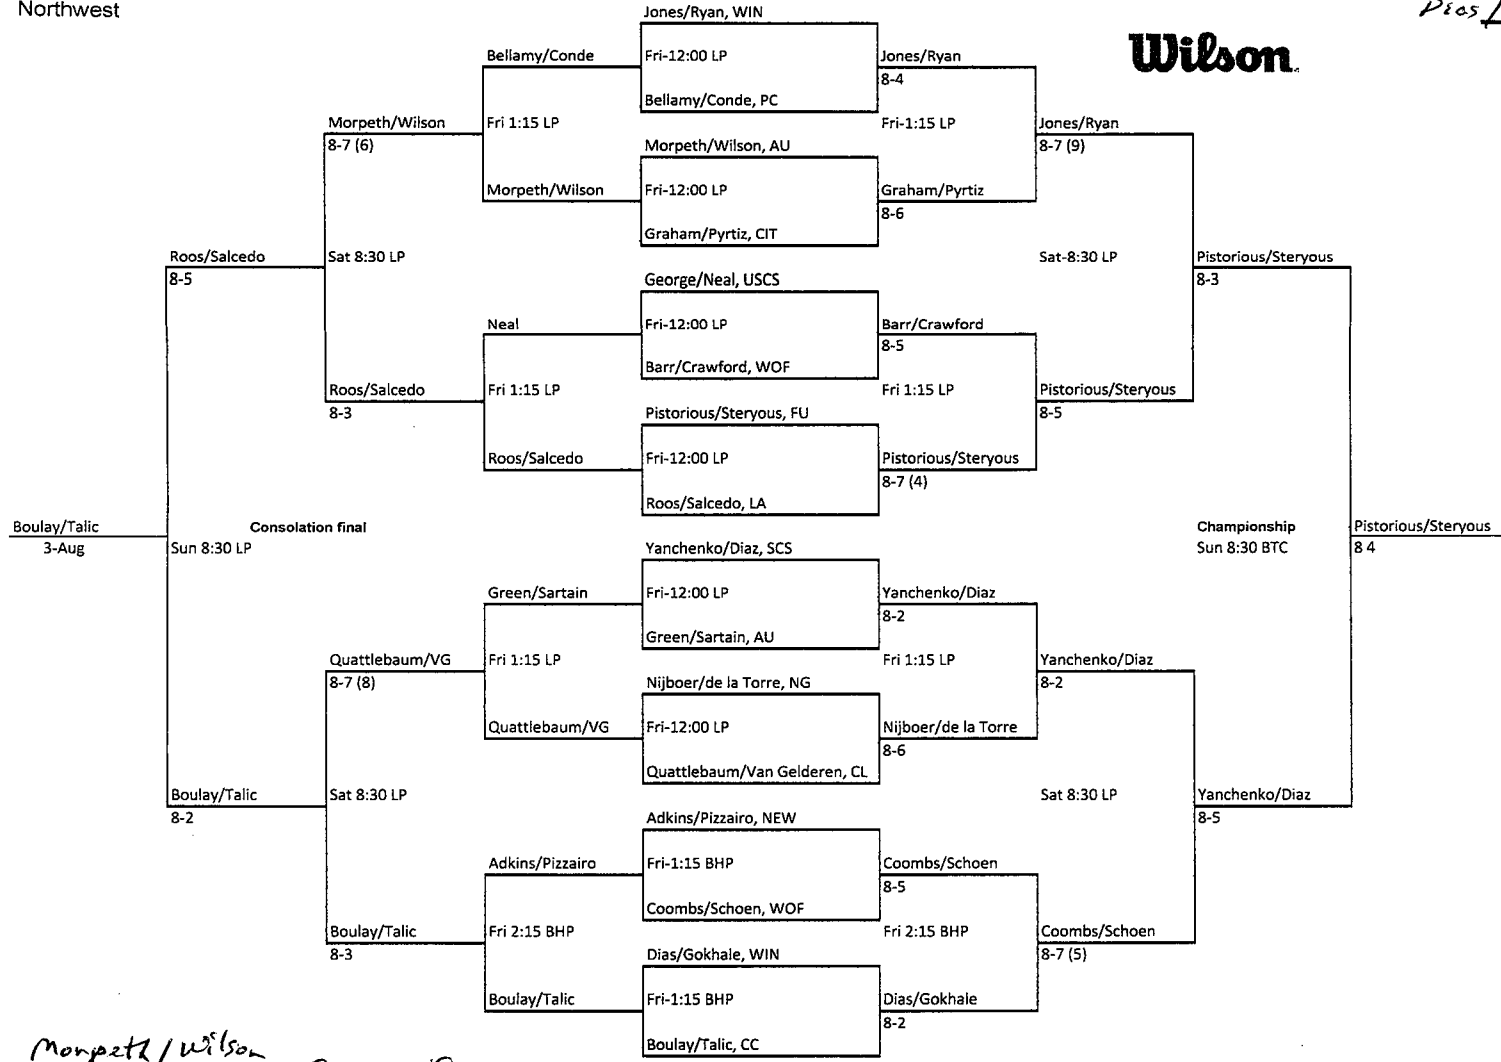 Northwest
Wilson
Jones/Ryan, WIN
Bellamy/Conde
Fri-12:00 LP
Jones/Ryan
8-4
Bellamy/Conde, PC
Morpeth/Wilson
8-7 (6)
Fri 1:15 LP
Fri-1:15 LP
Jones/Ryan
8-7 (9)
Morpeth/Wilson, AU
Morpeth/Wilson
Fri-12:00 LP
Graham/Pyrtiz
8-6
Graham/Pyrtiz, CIT
Roos/Salcedo
8-5
Sat 8:30 LP
Sat-8:30 LP
Pistorious/Steryous
8-3
George/Neal, USCS
Neal
Fri-12:00 LP
Barr/Crawford
8-5
Barr/Crawford, WOF
Roos/Salcedo
8-3
Fri 1:15 LP
Fri 1:15 LP
Pistorious/Steryous
8-5
Pistorious/Steryous, FU
Roos/Salcedo
Fri-12:00 LP
Pistorious/Steryous
8-7 (4)
Roos/Salcedo, LA
Boulay/Talic
3-Aug
Consolation final
Sun 8:30 LP
Championship
Sun 8:30 BTC
Pistorious/Steryous
8 4
Yanchenko/Diaz, SCS
Green/Sartain
Fri-12:00 LP
Yanchenko/Diaz
8-2
Green/Sartain, AU
Quattlebaum/VG
8-7 (8)
Fri 1:15 LP
Fri 1:15 LP
Yanchenko/Diaz
8-2
Nijboer/de la Torre, NG
Quattlebaum/VG
Fri-12:00 LP
Nijboer/de la Torre
8-6
Quattlebaum/Van Gelderen, CL
Boulay/Talic
8-2
Sat 8:30 LP
Sat 8:30 LP
Yanchenko/Diaz
8-5
Adkins/Pizzairo, NEW
Adkins/Pizzairo
Fri-1:15 BHP
Coombs/Schoen
8-5
Coombs/Schoen, WOF
Boulay/Talic
8-3
Fri 2:15 BHP
Fri 2:15 BHP
Coombs/Schoen
8-7 (5)
Dias/Gokhale, WIN
Boulay/Talic
Fri-1:15 BHP
Dias/Gokhale
8-2
Boulay/Talic, CC
Morpeth/Wilson